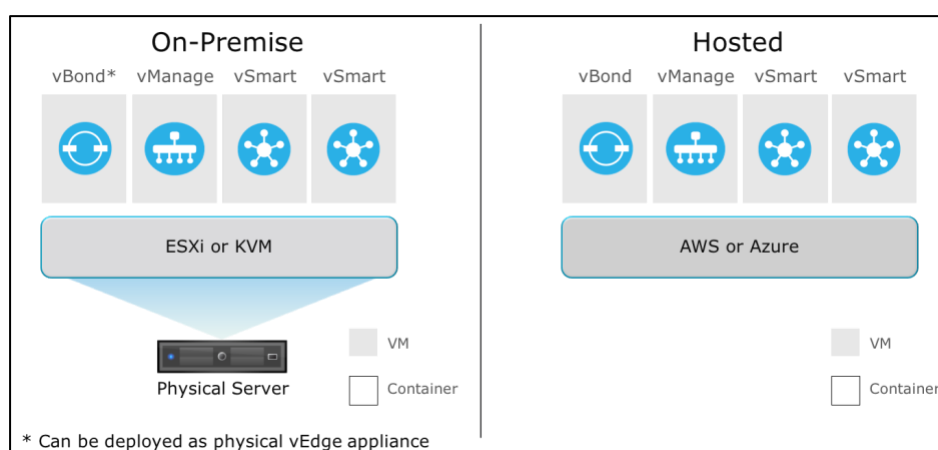 On-Premise
vBond* vManage vSmart vSmart
ESXi or KVM
Physical Server
VM
Container
* Can be deployed as physical vEdge appliance
Hosted
vBond vManage vSmart vSmart
AWS or Azure
VM
Container